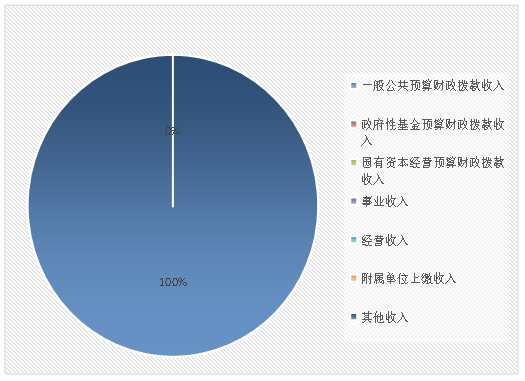 0%
100%
一般公共预算财政拨款收入
政府性基金预算财政拨款收
入
国有资本经营预算财政拨款
收入
事业收入
经营收入
附属单位上缴收入
其他收入